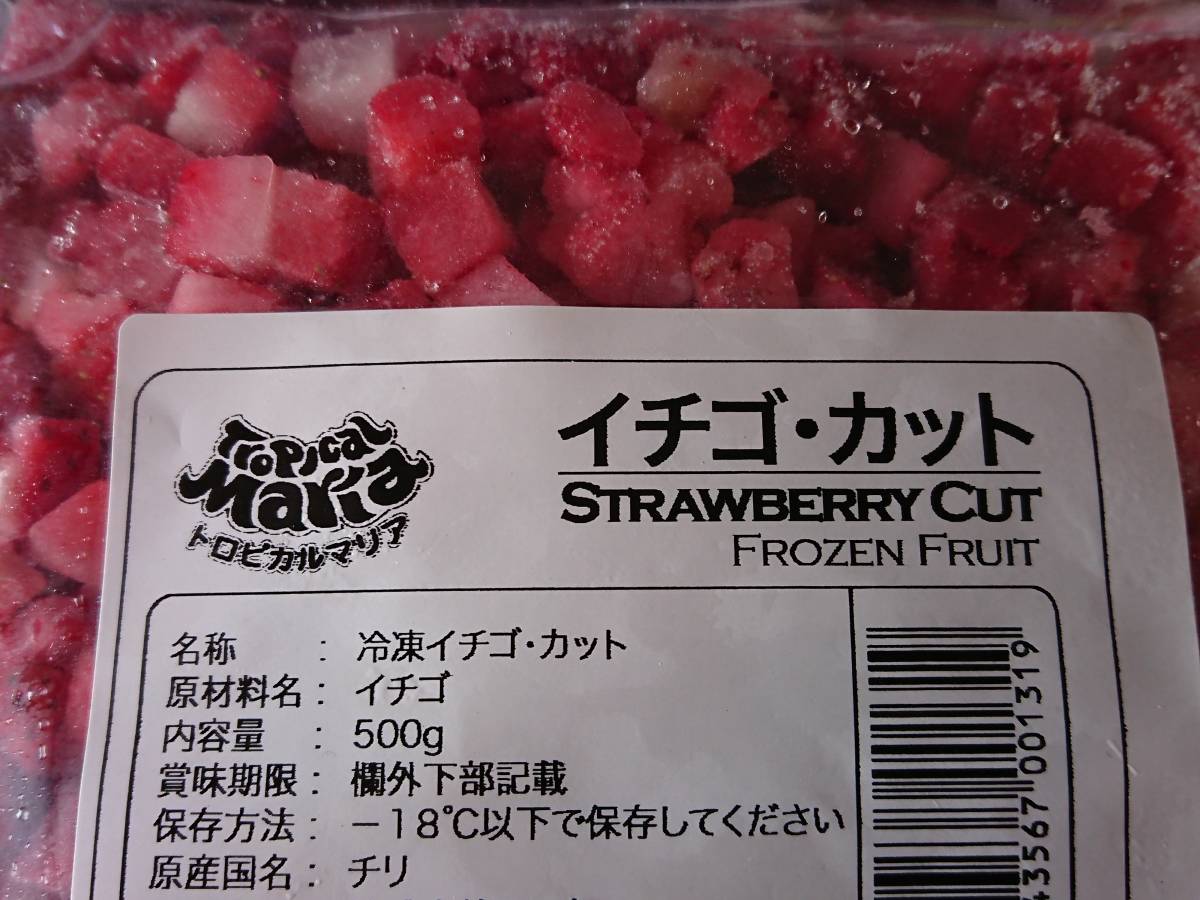 Tropical
Maria
トロピカルマリア
イチゴ・カット
STRAWBERRY CUT
FROZEN FRUIT
名称 : 冷凍イチゴ・カット
原材料名 : イチゴ
内容量 : 500g
賞味期限 : 欄外下部記載
保存方法 : −18℃以下で保存してください
原産国名 : チリ
43567 001319